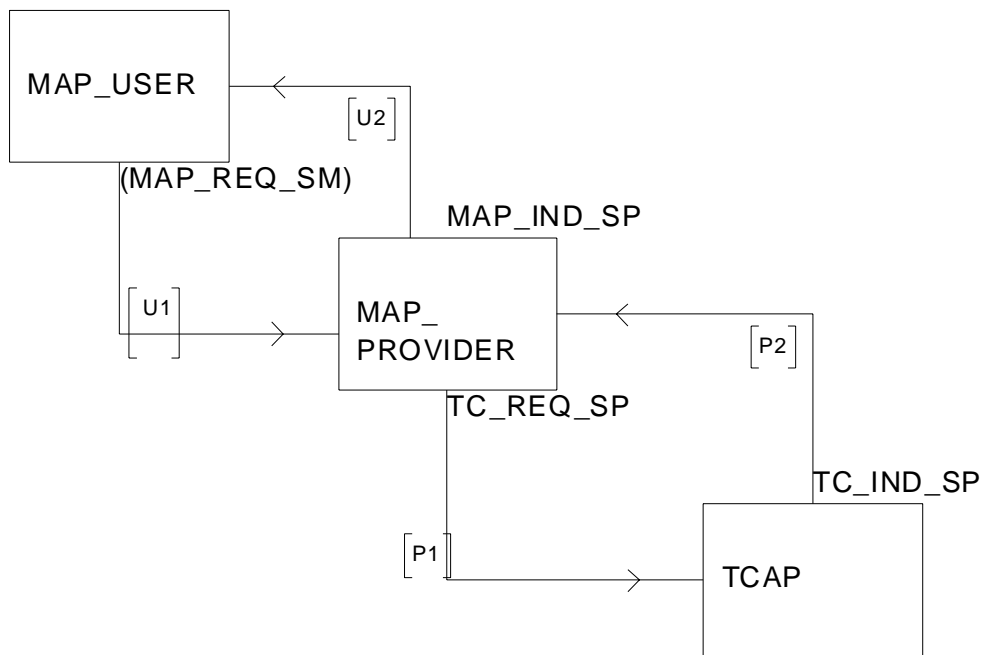 MAP_USER
[U2]
(MAP_REQ_SM)
MAP_IND_SP
[U1]
MAP_
PROVIDER
[P2]
TC_REQ_SP
TC_IND_SP
[P1]
TCAP